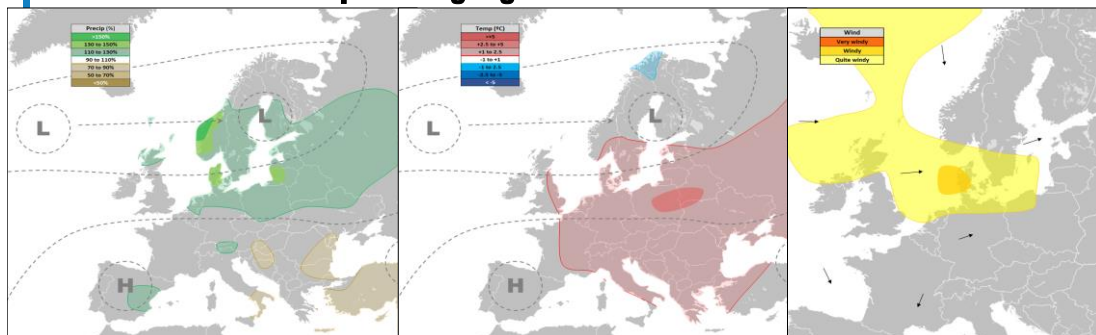 Precip (%)
>150%
130 to 150%
110 to 130%
90 to 110%
70 to 90%
50 to 70%
<50%
L
L
H
Temp (ºC)
>+5
+2.5 to +5
+1 to 2.5
-1 to +1
-1 to 2.5
-2.5 to -5
< -5
L
L
H
Wind
Very windy
Windy
Quite windy